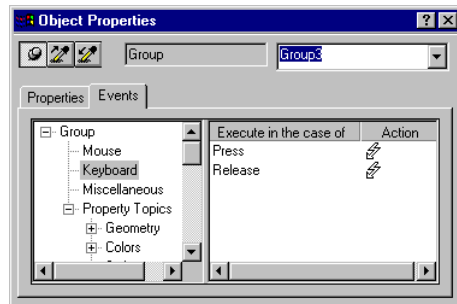 Object Properties
Group Group3
Properties Events
Group
Mouse
Keyboard
Miscellaneous
Property Topics
Geometry
Colors
Execute in the case of Action
Press
Release